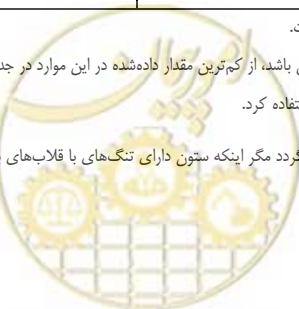 ت.
ی باشد، از کم‌ترین مقدار داده‌شده در این موارد در جد
تفاده کرد.
گردد مگر اینکه ستون دارای تنگ‌های با قلاب‌های
امرپویان